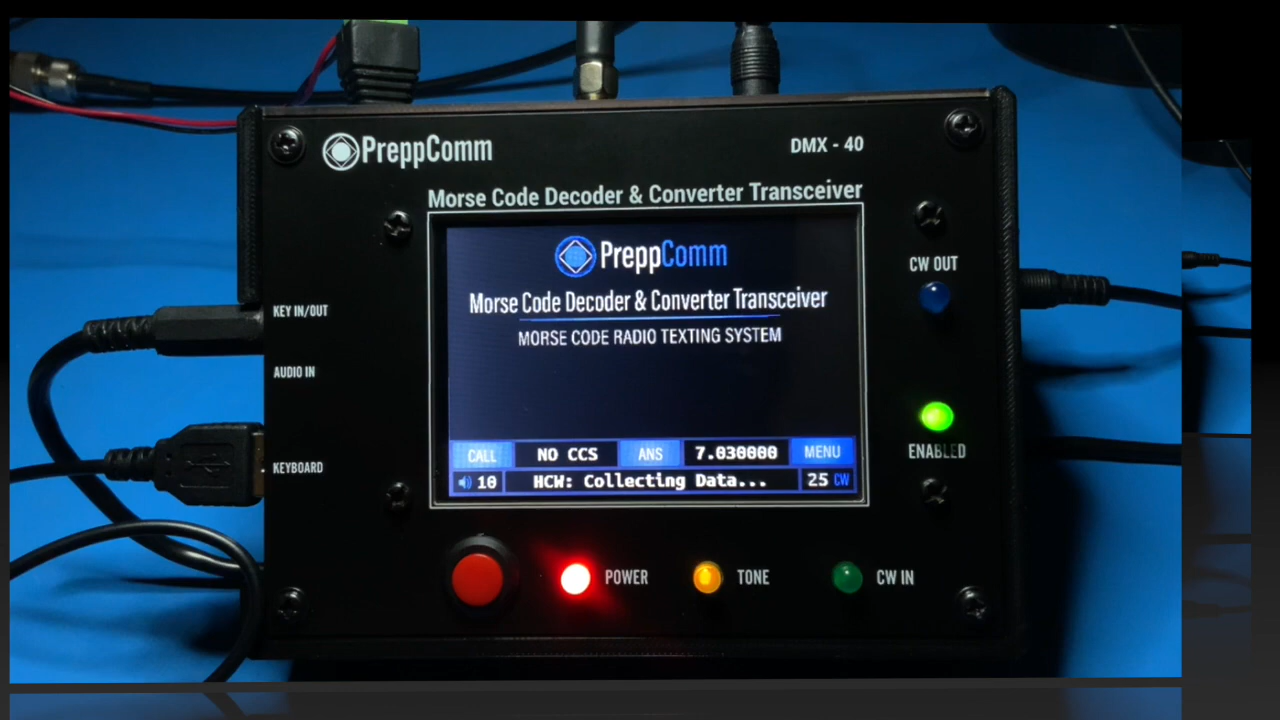 PreppComm
DMX - 40
Morse Code Decoder & Converter Transceiver
PreppComm
Morse Code Decoder & Converter Transceiver
MORSE CODE RADIO TEXTING SYSTEM
CALL NO CCS ANS 7.030000 MENU
10 HCW: Collecting Data... 25 CW
KEY IN/OUT
AUDIO IN
KEYBOARD
CW OUT
ENABLED
POWER
TONE
CW IN